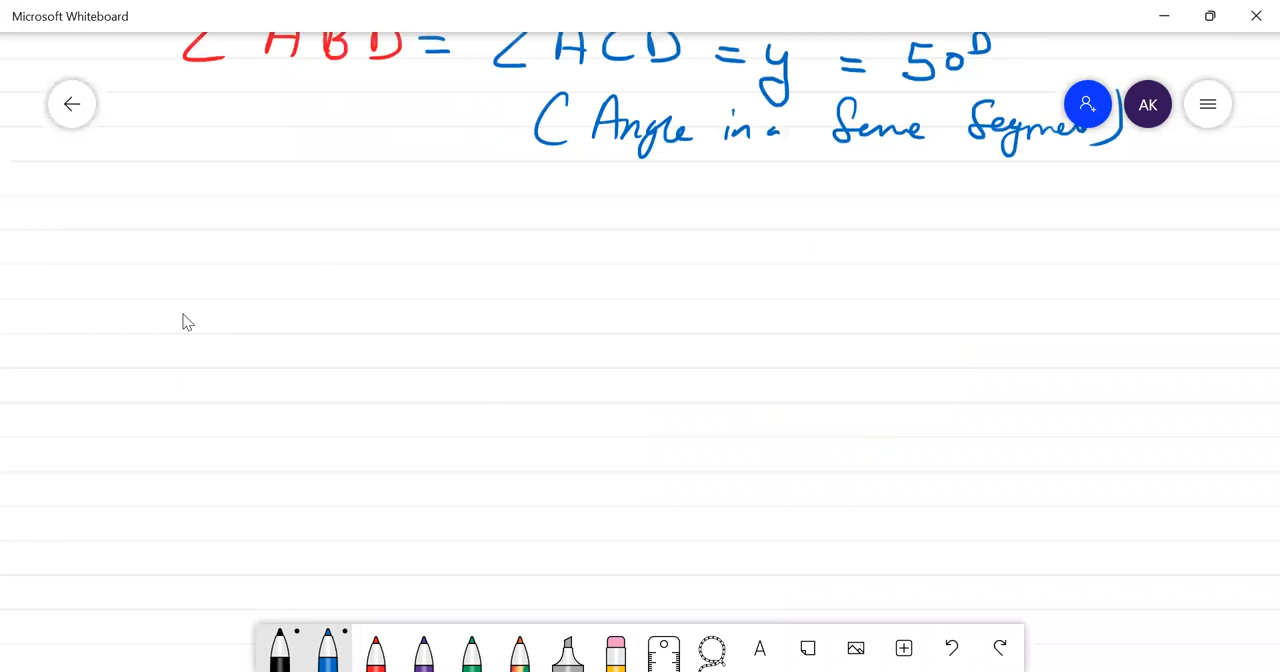 Microsoft Whiteboard
∠ ABD = ∠ ACD = y = 50°
(Angle in a Same Segment)
AK
A